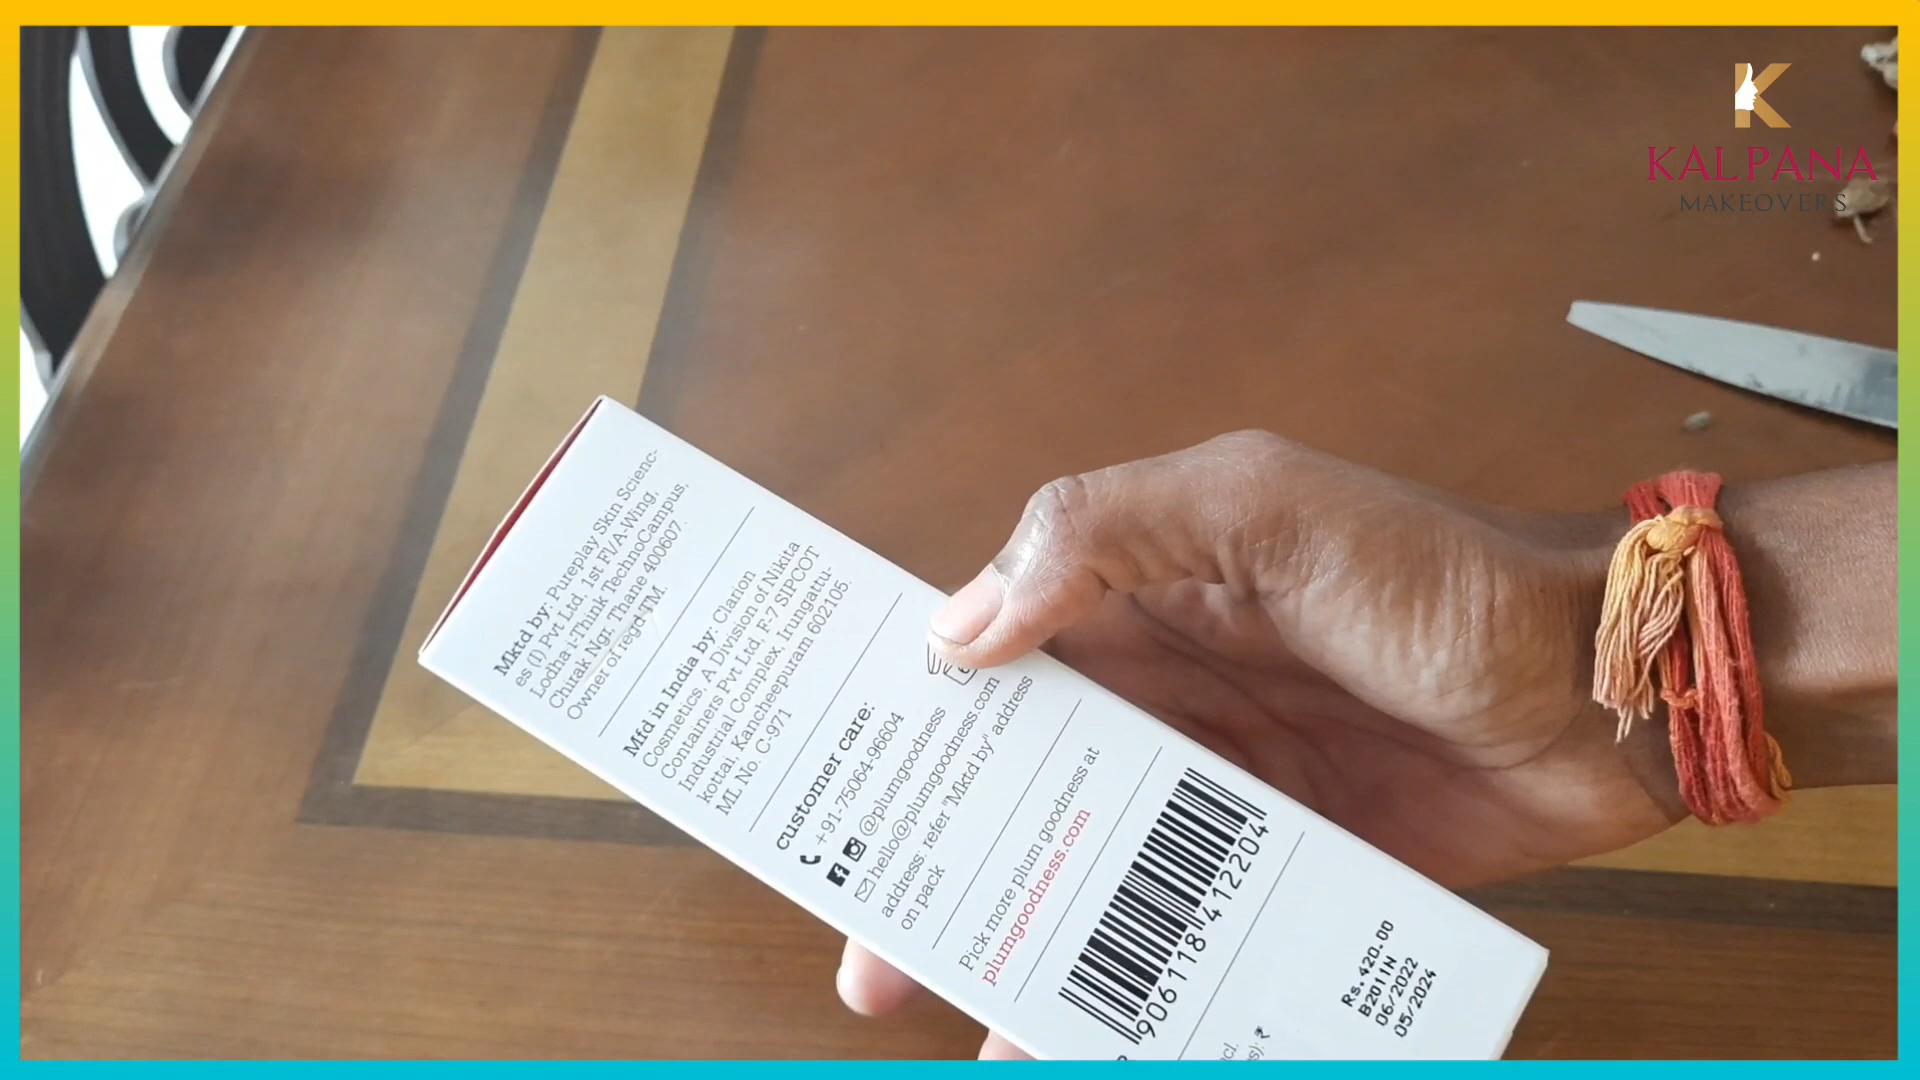 K
KALPANA
MAKEOVERS
Mktd by: Pureplay Skin Scienc-
es (I) Pvt Ltd, 1st Fl/A-Wing,
Lodha-i-Think TechnoCampus,
Chirak Ngr, Thane 400607.
Owner of regd TM.
Mfd in India by: Clarion
Cosmetics, A Division of Nikita
Containers Pvt Ltd, F-7 SIPCOT
Industrial Complex, Irungattu-
kottai, Kancheepuram 602105.
ML No. C-971
customer care:
+91-75064-96604
@plumgoodness
hello@plumgoodness.com
address: refer "Mktd by" address
on pack
Pick more plum goodness at
plumgoodness.com
906118 412204
Rs.420.00
B2011N
06/2022
05/2024